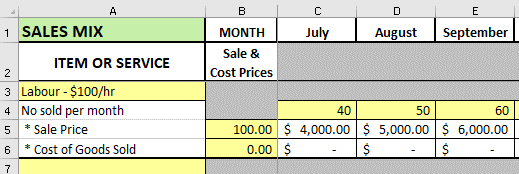 A B C D E
1 SALES MIX MONTH July August September
2 ITEM OR SERVICE Sale & Cost Prices
3 Labour - $100/hr
4 No sold per month 40 50 60
5 * Sale Price 100.00 $ 4,000.00 $ 5,000.00 $ 6,000.00
6 * Cost of Goods Sold 0.00 $ - $ - $ -
7